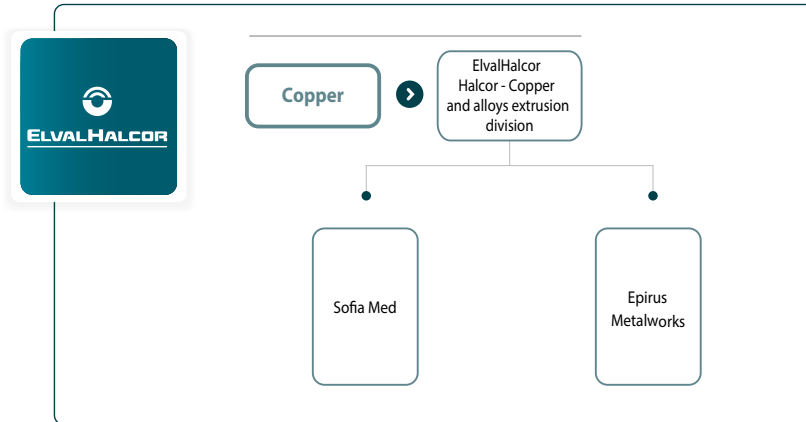 ELVALHALCOR
Copper
ElvalHalcor
Halcor - Copper
and alloys extrusion
division
Sofia Med
Epirus
Metalworks